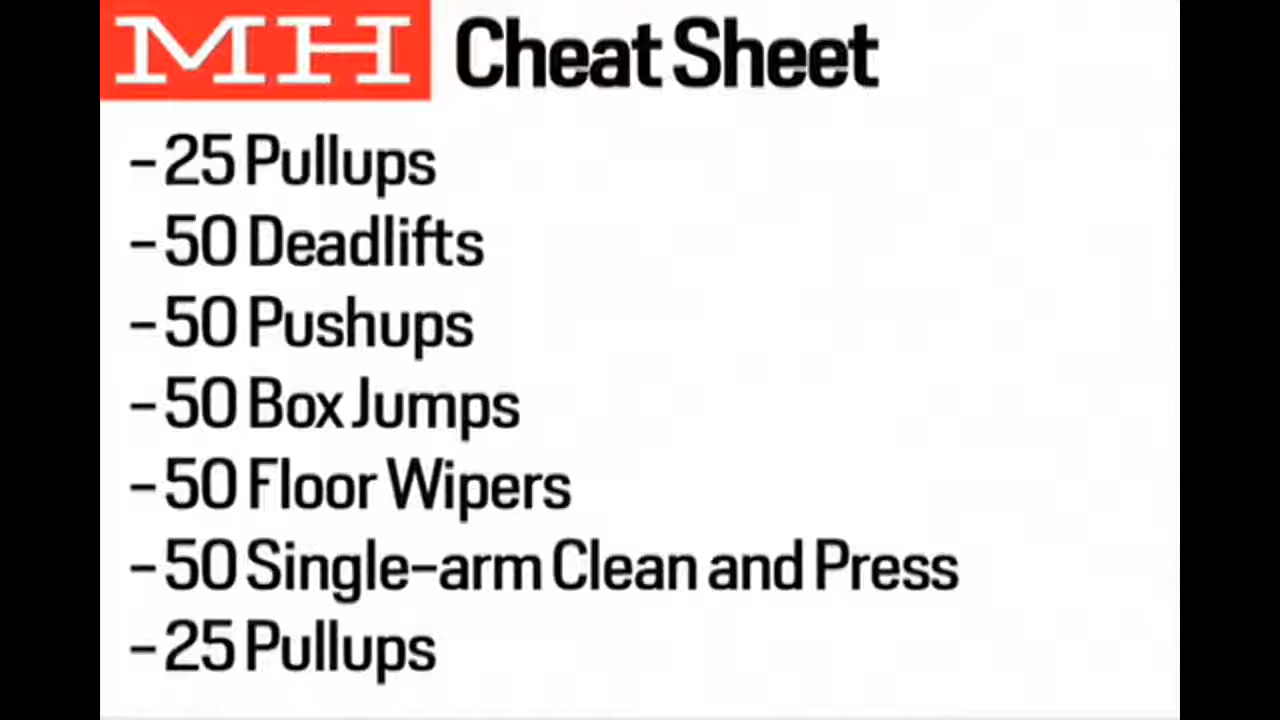 MH Cheat Sheet
-25 Pullups
-50 Deadlifts
-50 Pushups
-50 Box Jumps
-50 Floor Wipers
-50 Single-arm Clean and Press
-25 Pullups